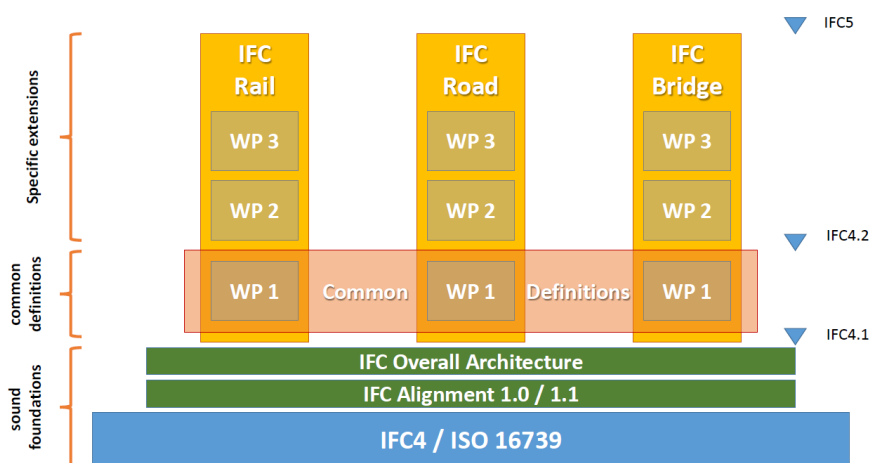 IFC5
IFC
Rail
IFC
Road
IFC
Bridge
Specific extensions
WP 3
WP 3
WP 3
WP 2
WP 2
WP 2
IFC4.2
common
definitions
WP 1
Common
WP 1
Definitions
WP 1
IFC4.1
sound
foundations
IFC Overall Architecture
IFC Alignment 1.0 / 1.1
IFC4 / ISO 16739